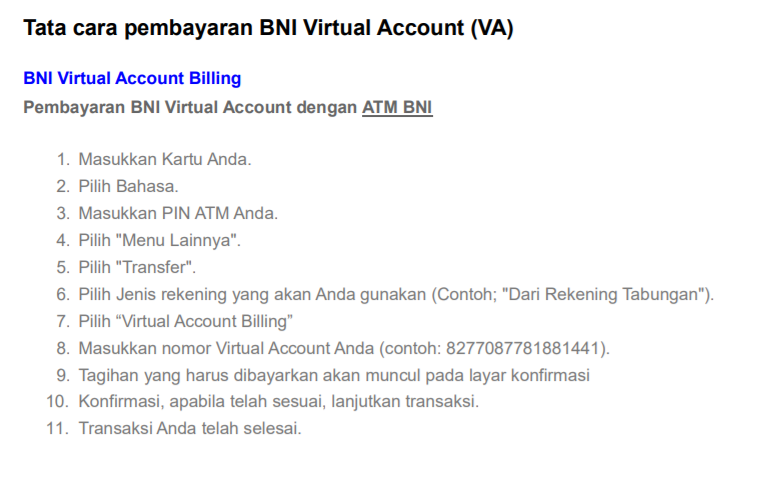 Tata cara pembayaran BNI Virtual Account (VA)
BNI Virtual Account Billing
Pembayaran BNI Virtual Account dengan ATM BNI
1. Masukkan Kartu Anda.
2. Pilih Bahasa.
3. Masukkan PIN ATM Anda.
4. Pilih "Menu Lainnya".
5. Pilih "Transfer".
6. Pilih Jenis rekening yang akan Anda gunakan (Contoh; "Dari Rekening Tabungan").
7. Pilih “Virtual Account Billing”
8. Masukkan nomor Virtual Account Anda (contoh: 8277087781881441).
9. Tagihan yang harus dibayarkan akan muncul pada layar konfirmasi
10. Konfirmasi, apabila telah sesuai, lanjutkan transaksi.
11. Transaksi Anda telah selesai.